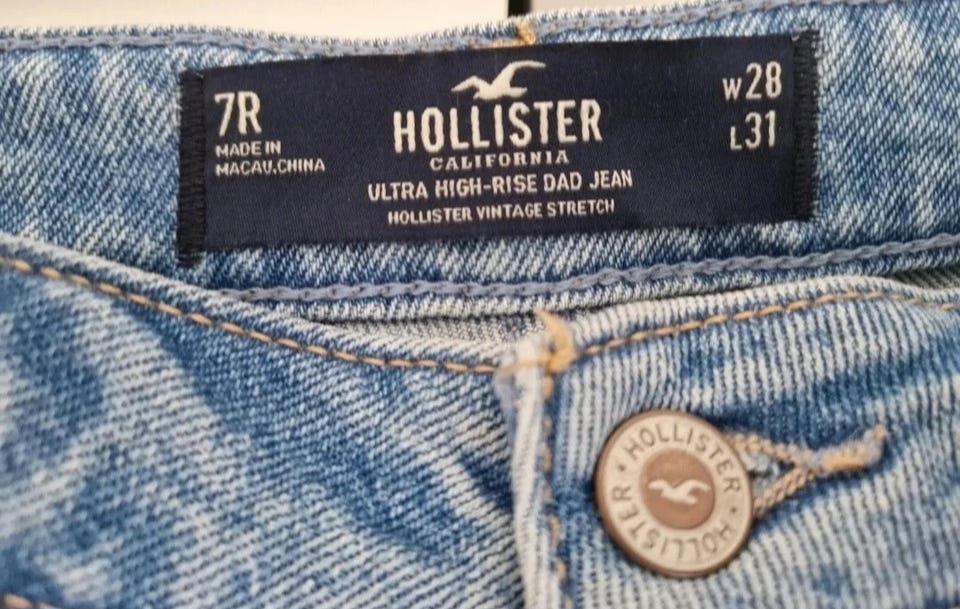 7R
MADE IN
MACAU.CHINA
HOLLISTER
CALIFORNIA
ULTRA HIGH-RISE DAD JEAN
HOLLISTER VINTAGE STRETCH
W28
L31
HOLLISTER · HOLLISTER ·